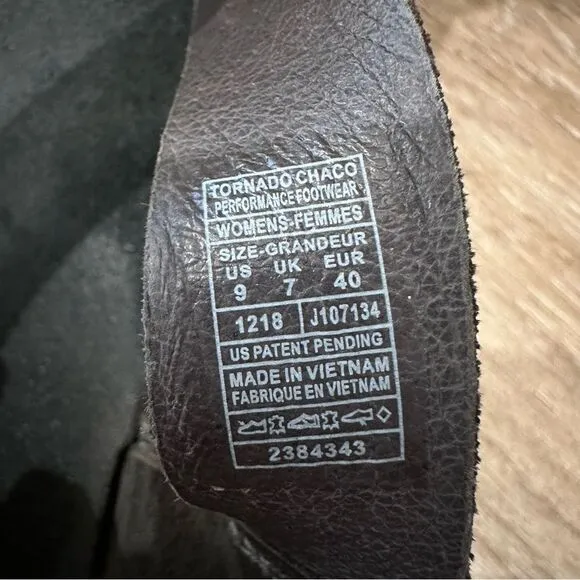 TORNADO CHACO
PERFORMANCE FOOTWEAR
WOMENS-FEMMES
SIZE-GRANDEUR
US UK EUR
9 7 40
1218 J107134
US PATENT PENDING
MADE IN VIETNAM
FABRIQUE EN VIETNAM
2384343